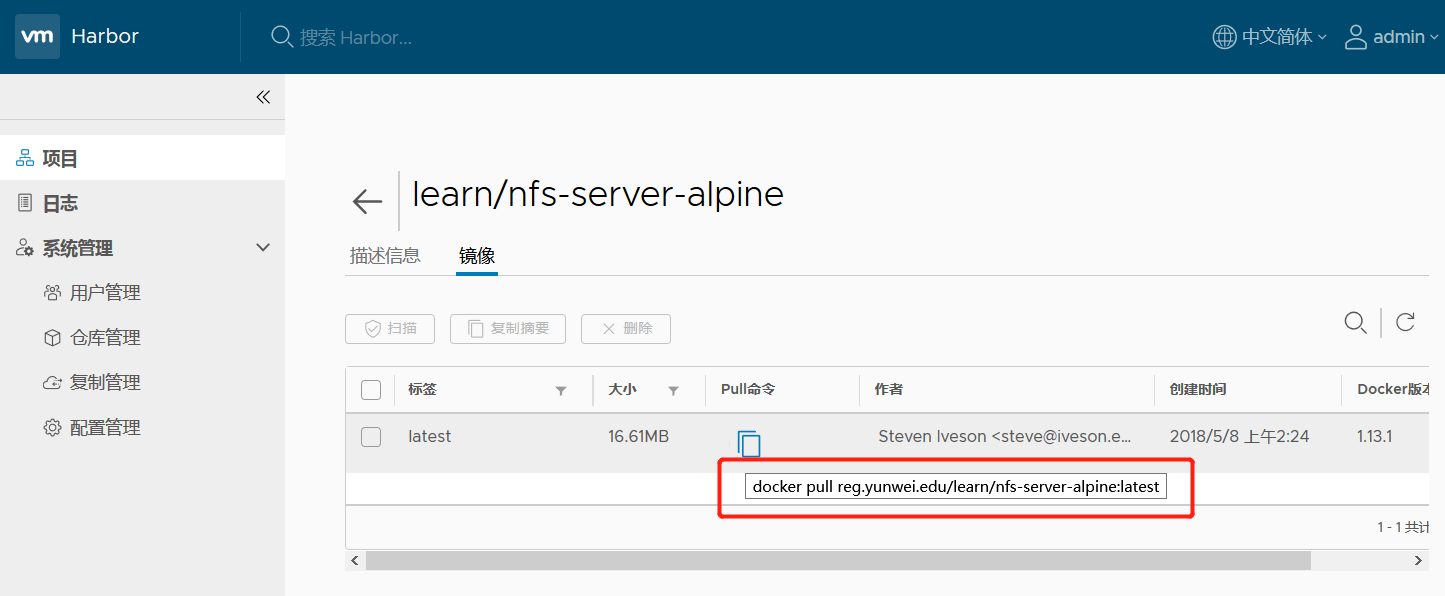 vm Harbor
搜索 Harbor...
中文简体
admin
项目
日志
系统管理
用户管理
仓库管理
复制管理
配置管理
learn/nfs-server-alpine
描述信息 镜像
扫描 复制摘要 删除
标签 大小 Pull命令 作者 创建时间 Docker版本
latest 16.61MB Steven Iveson <steve@iveson.e... 2018/5/8 上午2:24 1.13.1
docker pull reg.yunwei.edu/learn/nfs-server-alpine:latest
1 - 1 共计